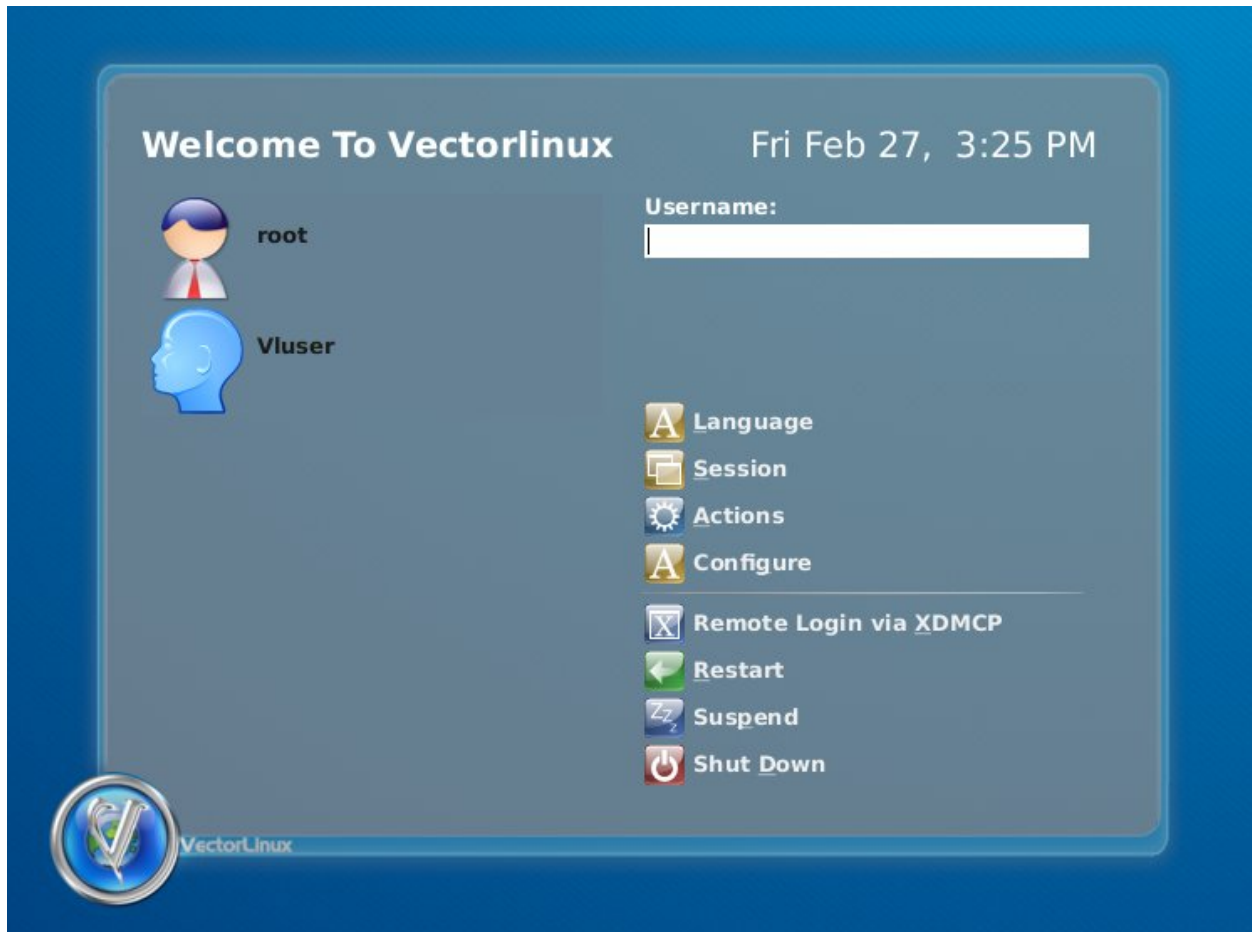 Welcome To Vectorlinux
Fri Feb 27, 3:25 PM
root
Vluser
Username:
Language
Session
Actions
Configure
Remote Login via XDMCP
Restart
Suspend
Shut Down
VectorLinux